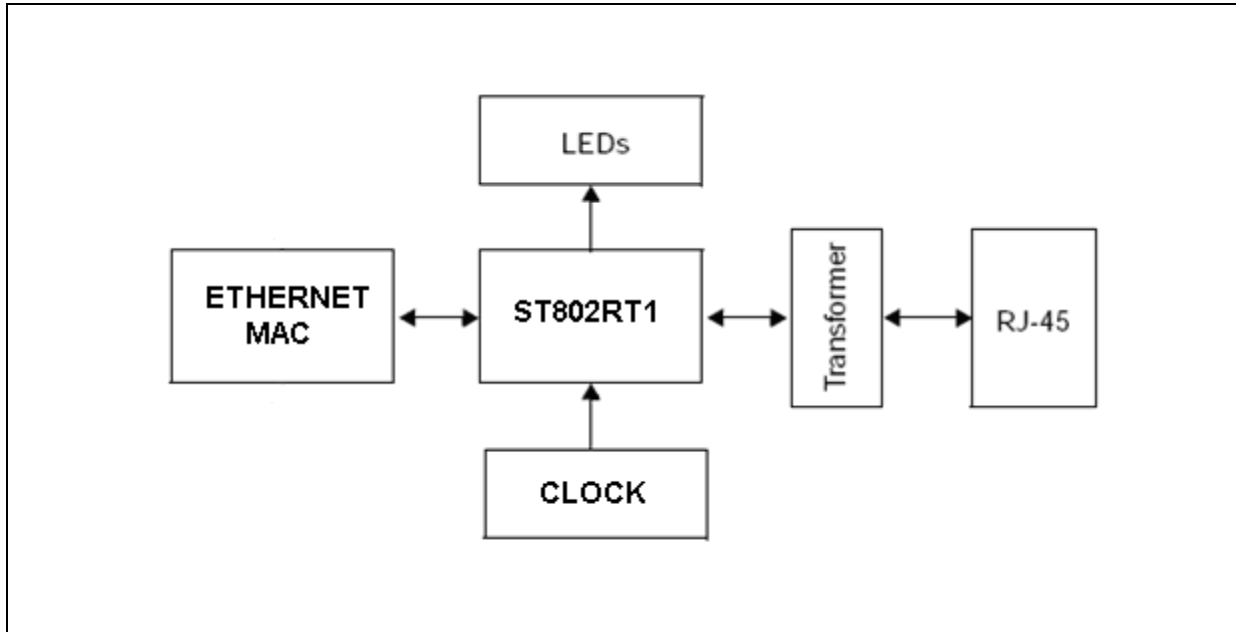 LEDs
ETHERNET
MAC
ST802RT1
Transformer
RJ-45
CLOCK